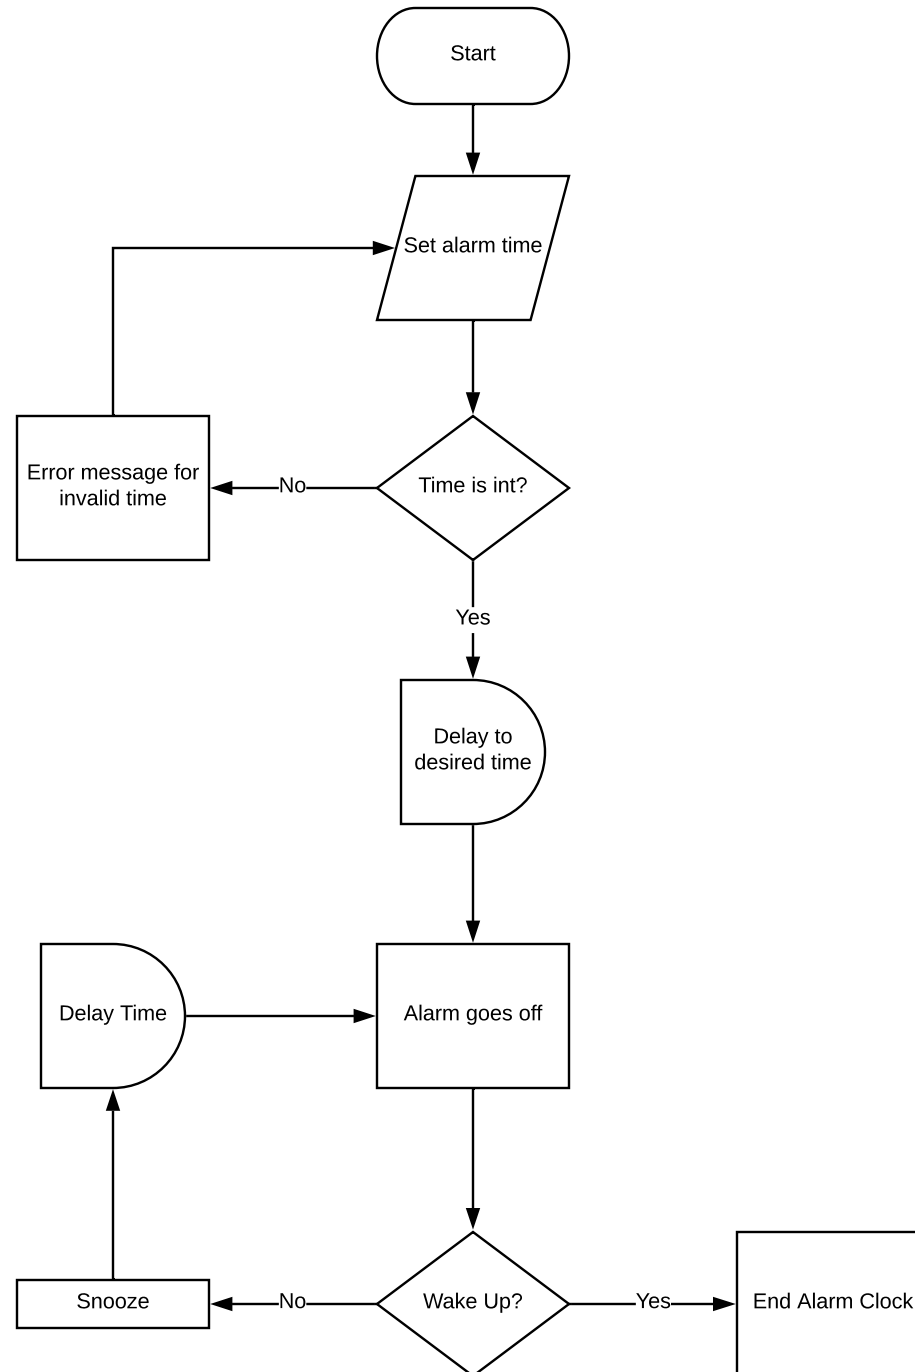 Start
Set alarm time
Error message for
invalid time
No
Time is int?
Yes
Delay to
desired time
Delay Time
Alarm goes off
Snooze
No
Wake Up?
Yes
End Alarm Clock